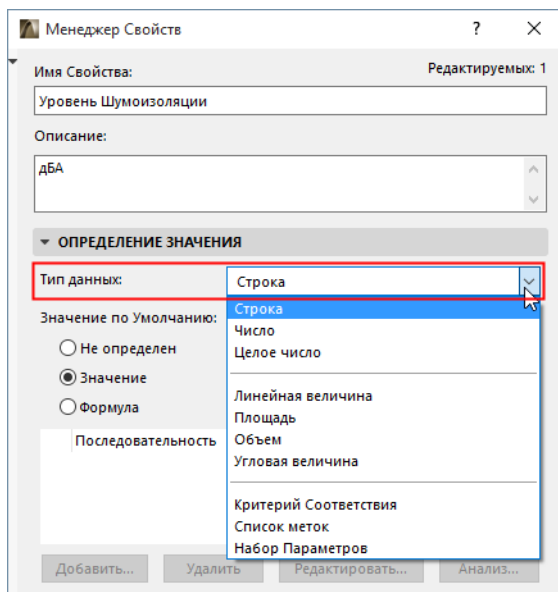 Менеджер Свойств
?
Имя Свойства:
Редактируемых: 1
Уровень Шумоизоляции
Описание:
дБА
ОПРЕДЕЛЕНИЕ ЗНАЧЕНИЯ
Тип данных:
Строка
Значение по Умолчанию:
Не определен
Значение
Формула
Последовательность
Строка
Число
Целое число
Линейная величина
Площадь
Объем
Угловая величина
Критерий Соответствия
Список меток
Набор Параметров
Добавить...
Удалить
Редактировать...
Анализ...